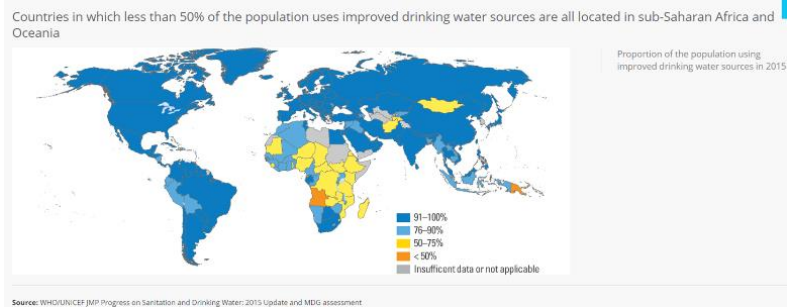 Countries in which less than 50% of the population uses improved drinking water sources are all located in sub-Saharan Africa and
Oceania
Proportion of the population using
improved drinking water sources in 2015
91–100%
76–90%
50–75%
< 50%
Insufficent data or not applicable
Source: WHO/UNICEF JMP Progress on Sanitation and Drinking Water: 2015 Update and MDG assessment